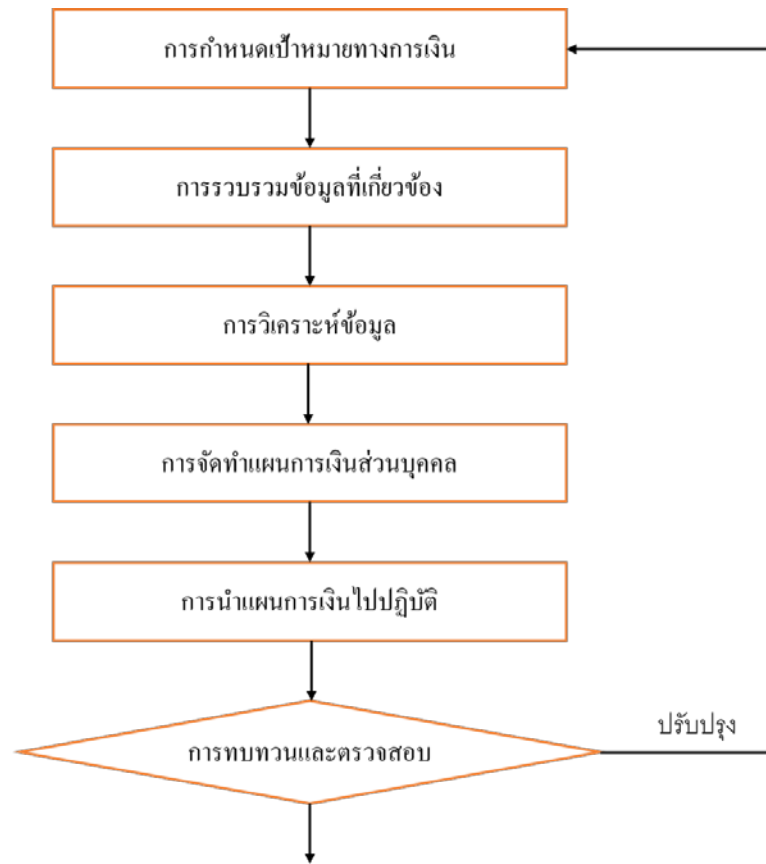 การกำหนดเป้าหมายทางการเงิน
การรวบรวมข้อมูลที่เกี่ยวข้อง
การวิเคราะห์ข้อมูล
การจัดทำแผนการเงินส่วนบุคคล
การนำแผนการเงินไปปฏิบัติ
ปรับปรุง
การทบทวนและตรวจสอบ